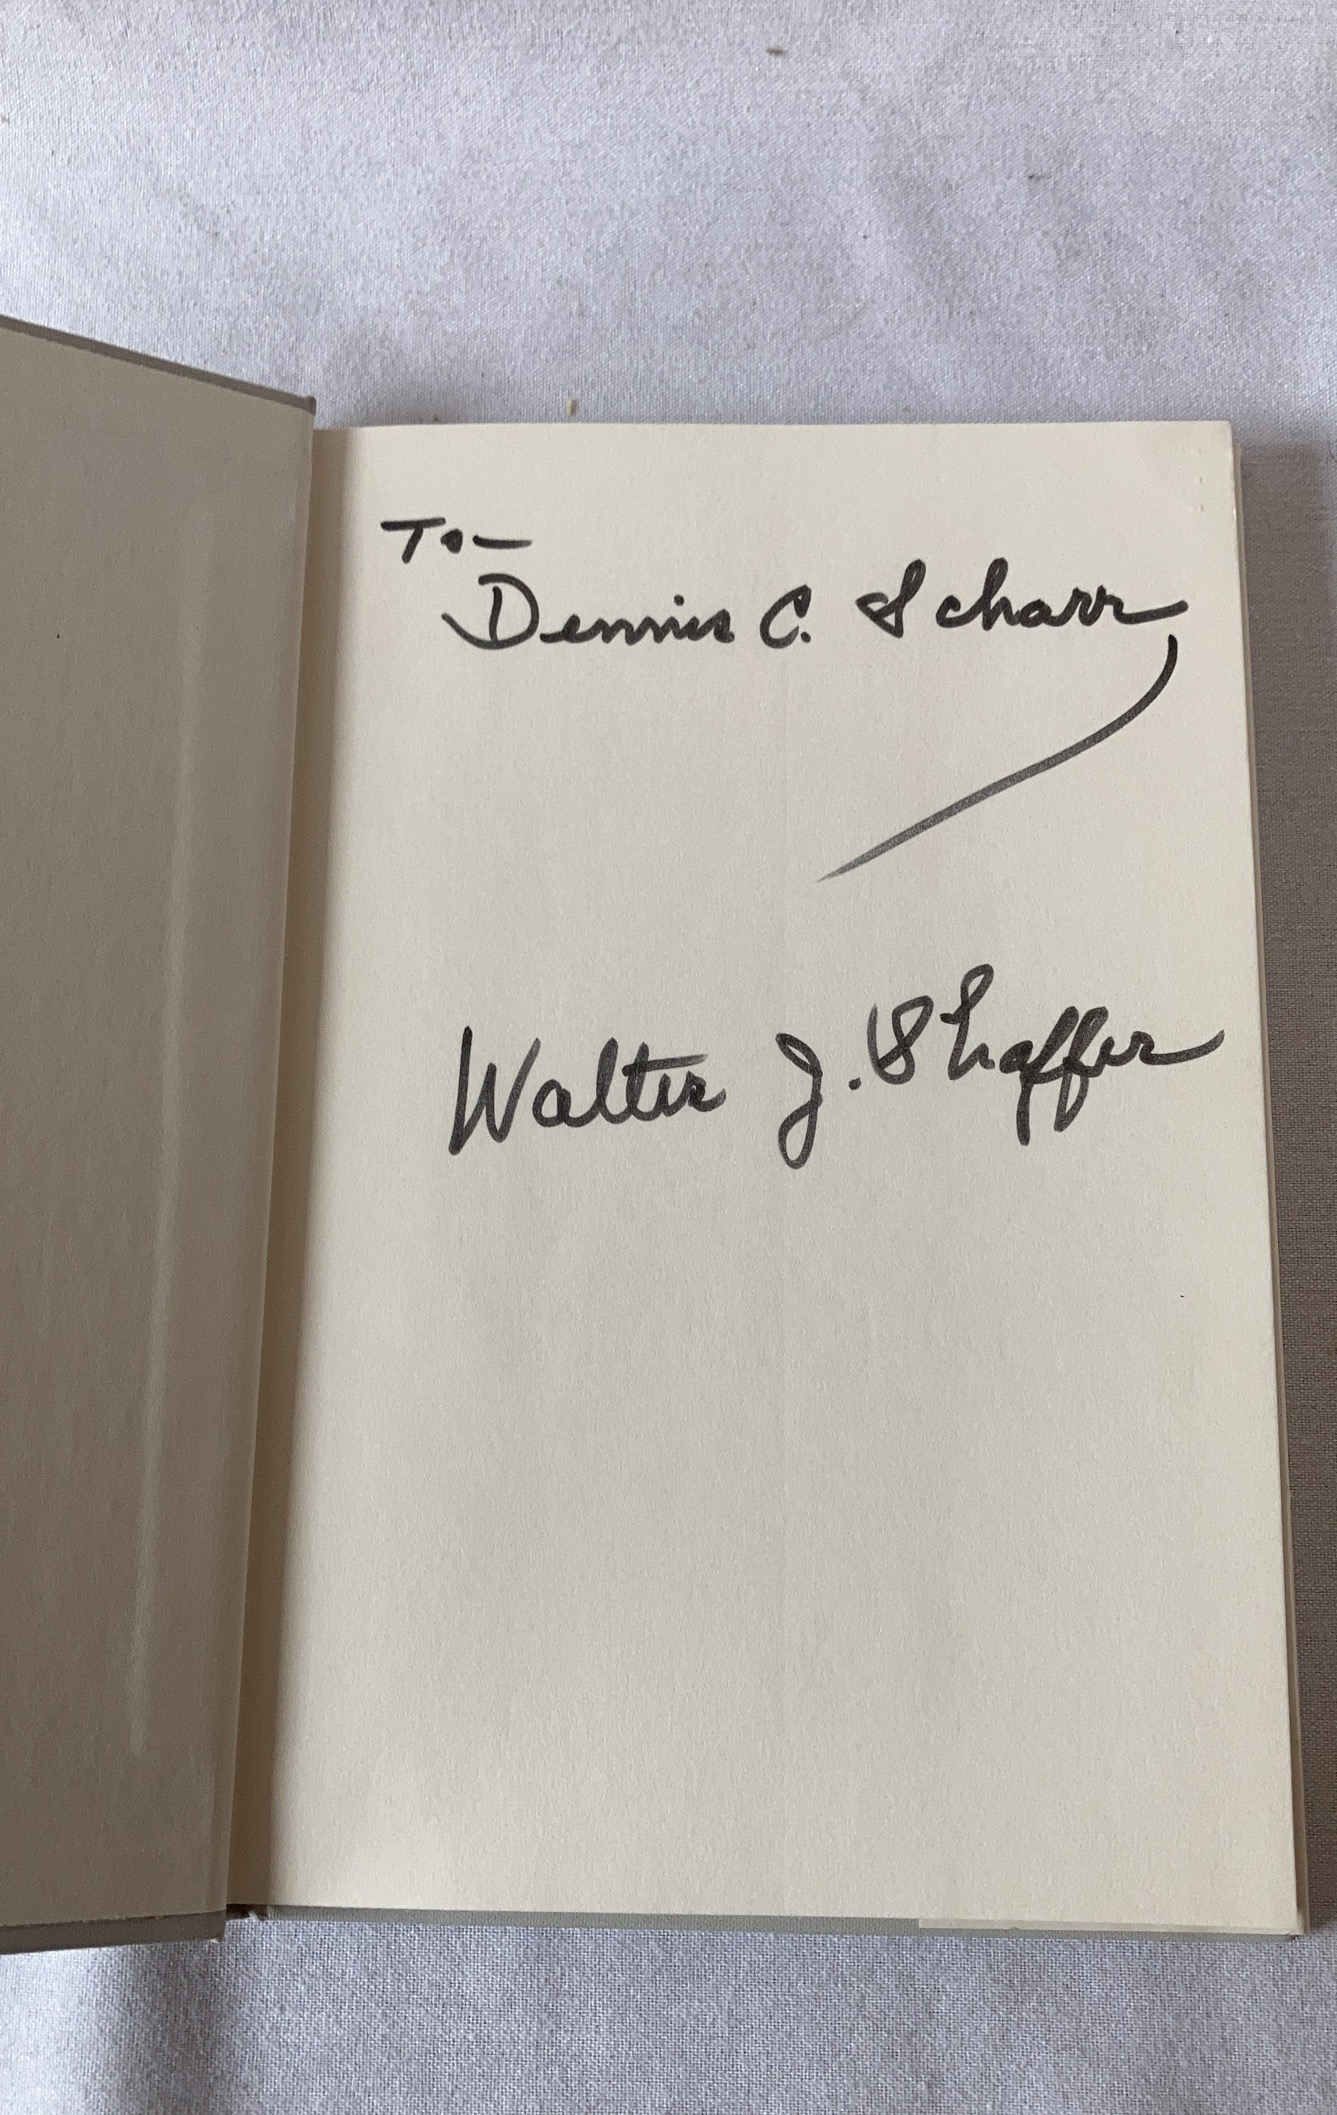 To-
Dennis C. Scharr
Walter J. Shaffer